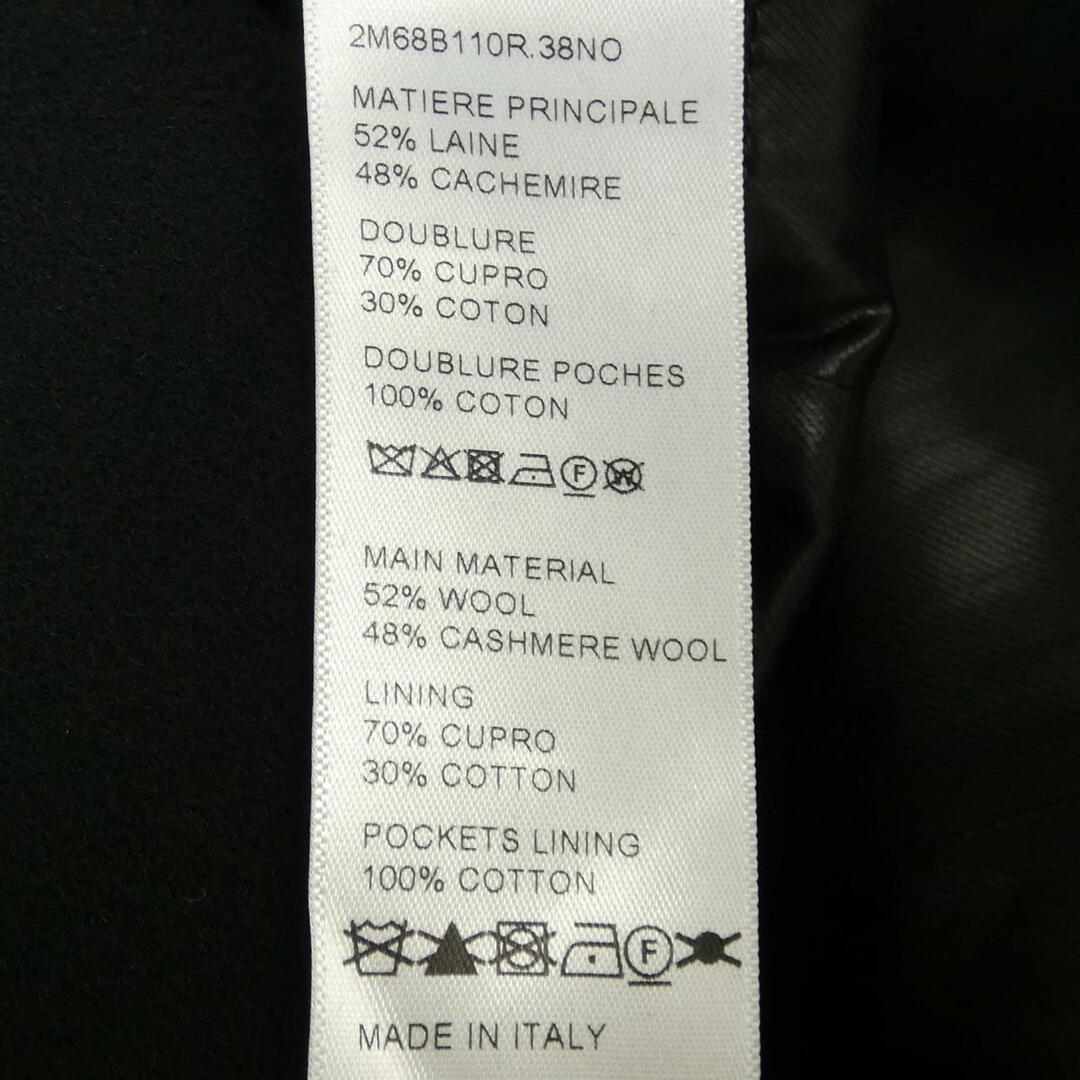 2M68B110R.38NO
MATIERE PRINCIPALE
52% LAINE
48% CACHEMIRE
DOUBLURE
70% CUPRO
30% COTON
DOUBLURE POCHES
100% COTON
F W
MAIN MATERIAL
52% WOOL
48% CASHMERE WOOL
LINING
70% CUPRO
30% COTTON
POCKETS LINING
100% COTTON
F
MADE IN ITALY